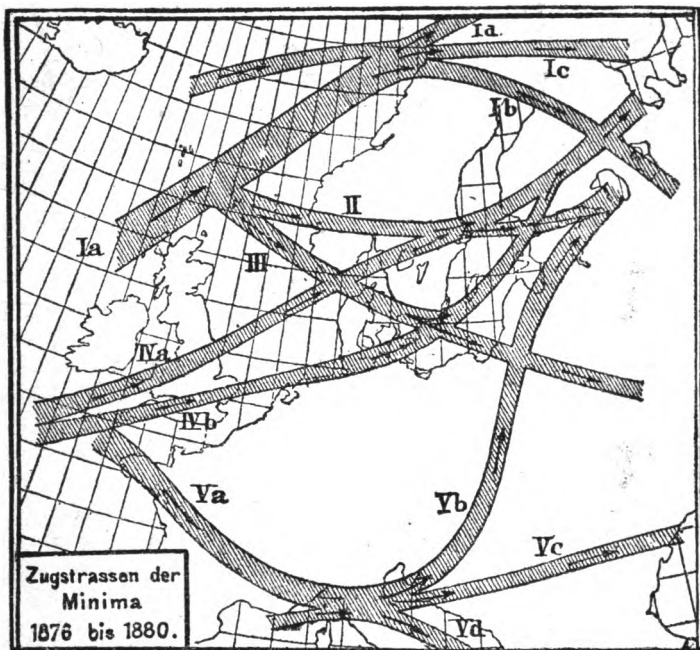 Ia
Ic
Ib
II
Ia
III
IVa
IVb
Va
Vb
Vc
Zugstrassen der
Minima
1876 bis 1880.
Vd